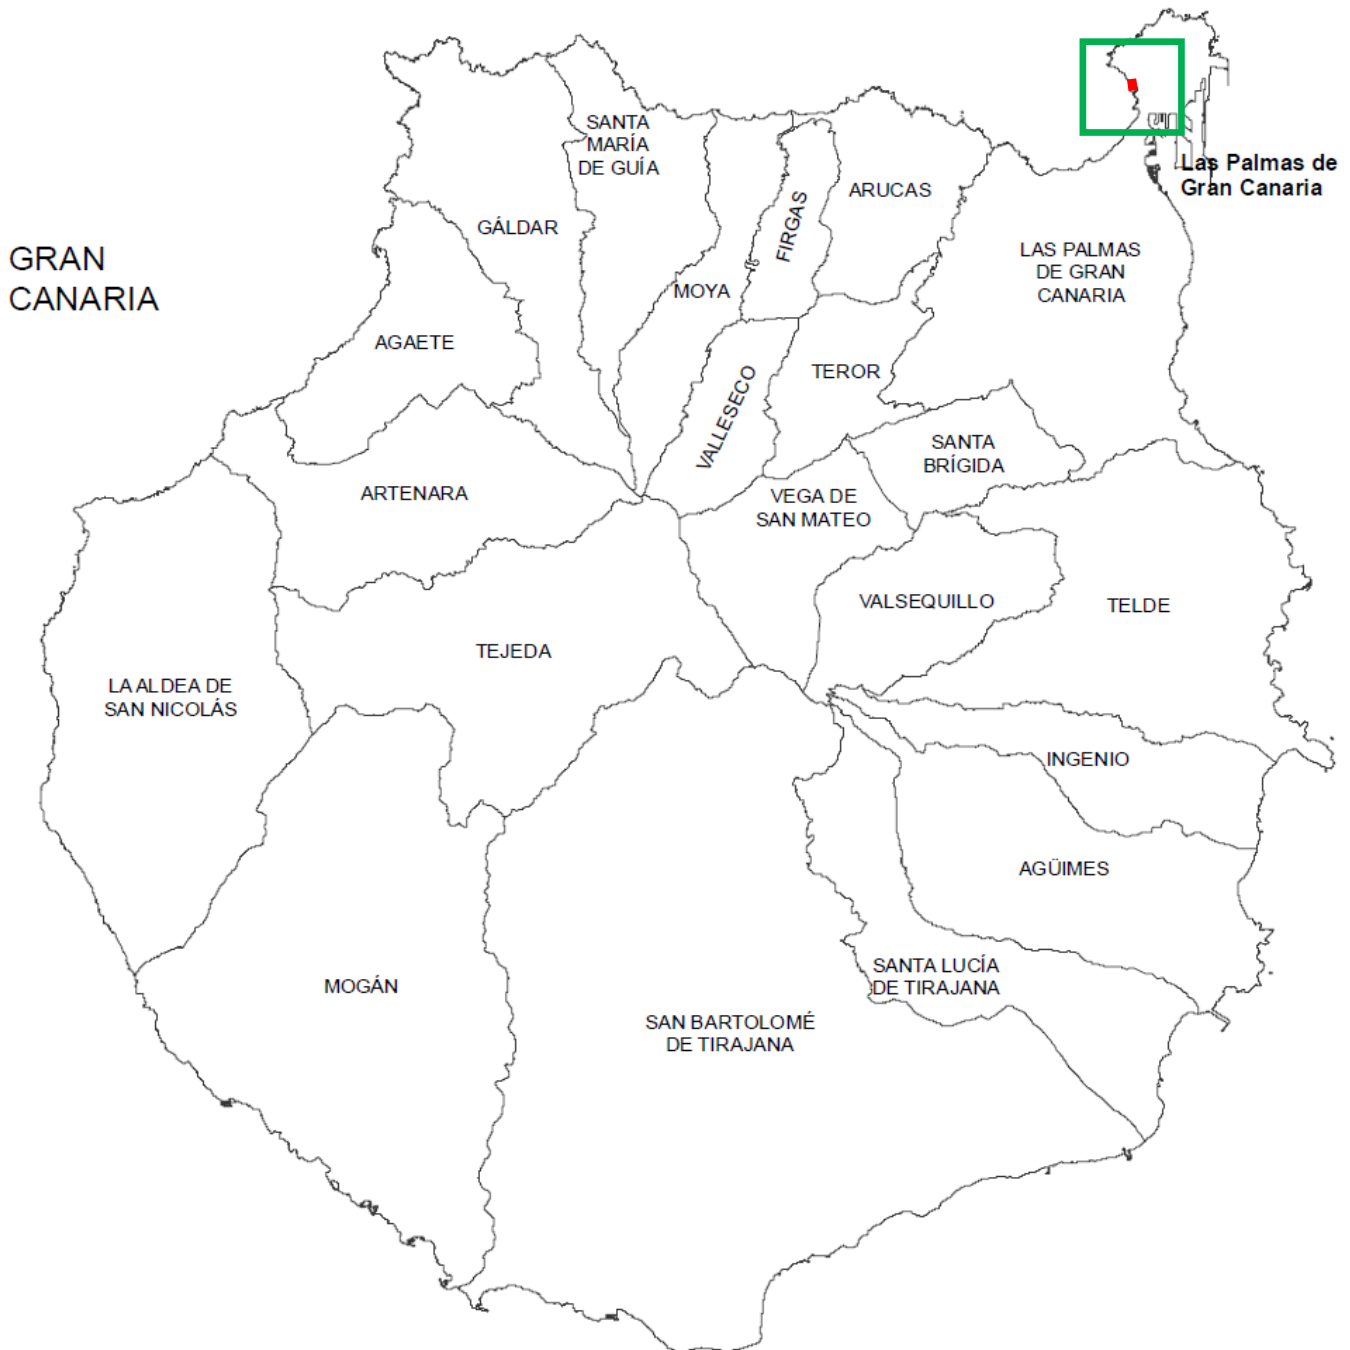 Las Palmas de
Gran Canaria
SANTA
MARÍA
DE GUÍA
ARUCAS
GÁLDAR
FIRGAS
LAS PALMAS
DE GRAN
CANARIA
GRAN
CANARIA
MOYA
AGAETE
TEROR
VALLESECO
SANTA
BRÍGIDA
ARTENARA
VEGA DE
SAN MATEO
VALSEQUILLO
TELDE
TEJEDA
LA ALDEA DE
SAN NICOLÁS
INGENIO
AGÜIMES
SANTA LUCÍA
DE TIRAJANA
MOGÁN
SAN BARTOLOMÉ
DE TIRAJANA